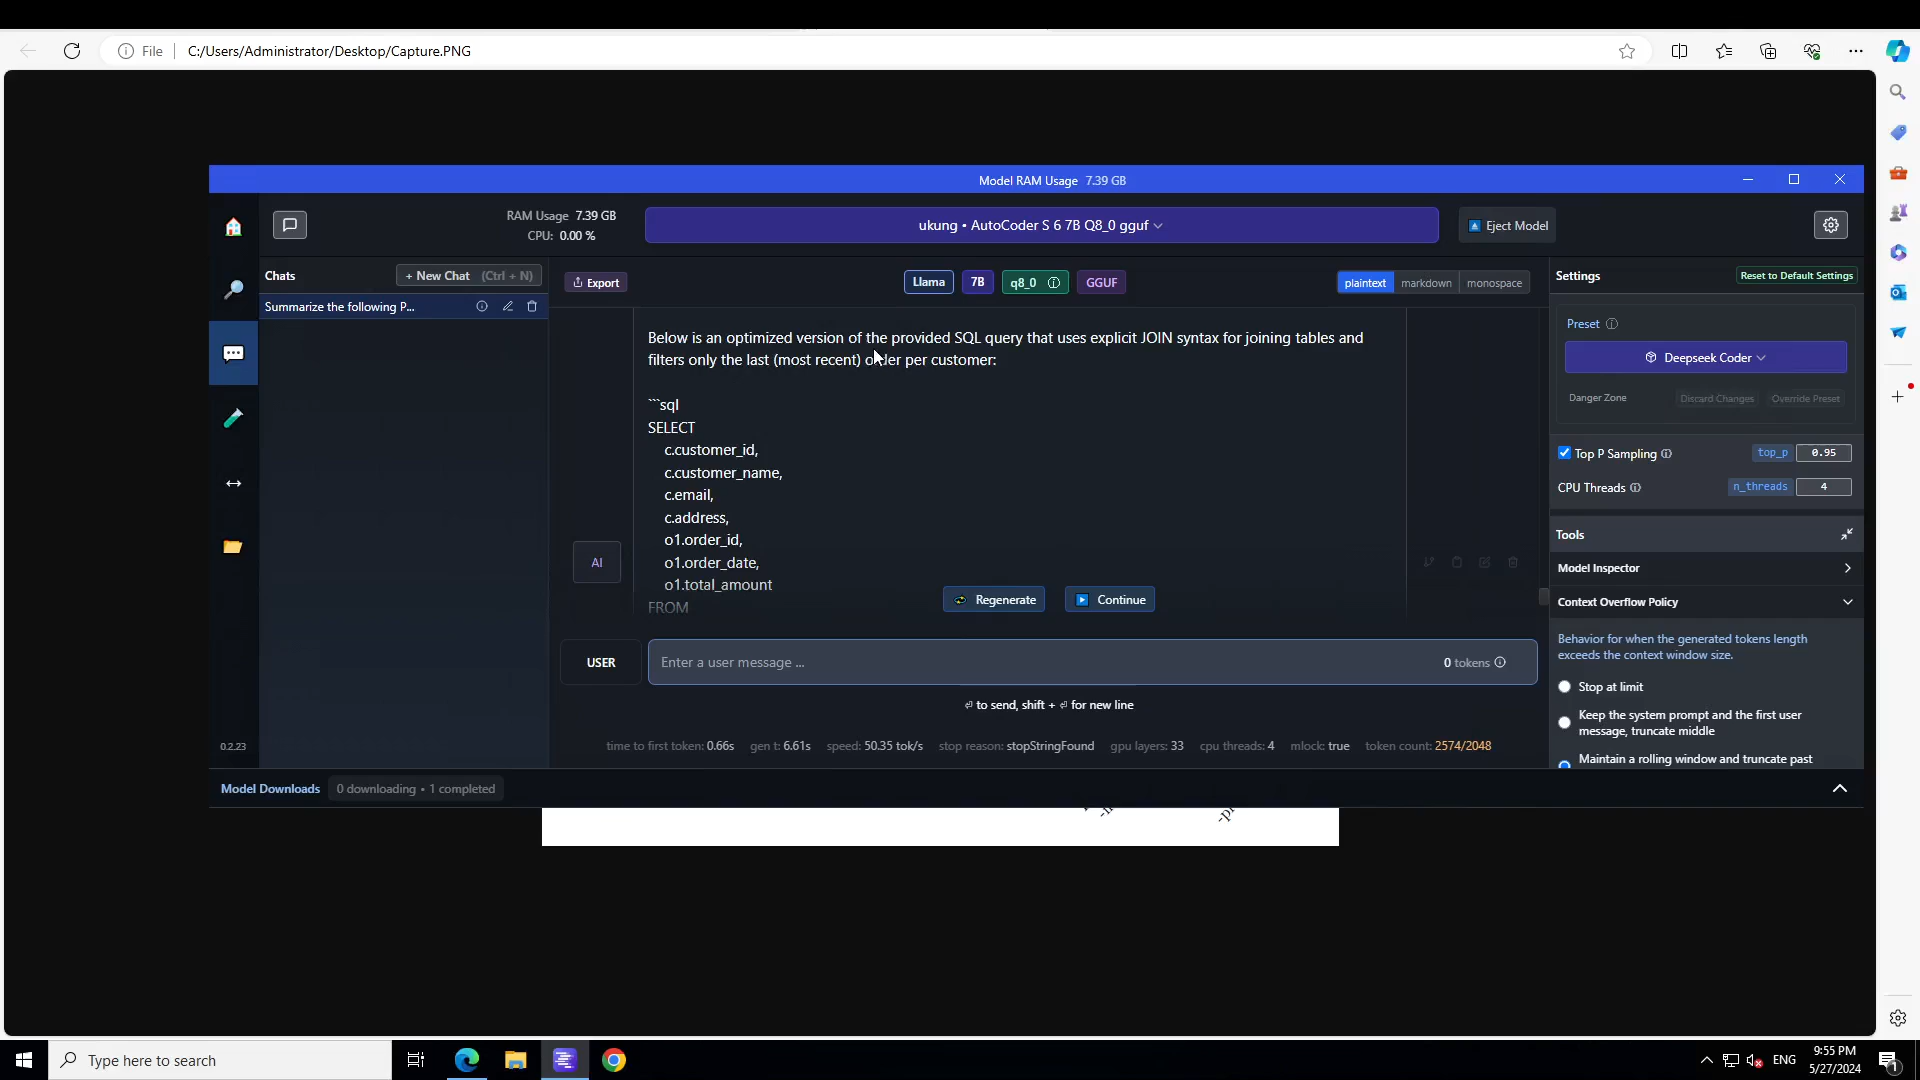 File
C:/Users/Administrator/Desktop/Capture.PNG
Model RAM Usage 7.39 GB
RAM Usage 7.39 GB
CPU: 0.00 %
ukung • AutoCoder S 6 7B Q8_0 gguf
Eject Model
Chats
+ New Chat (Ctrl + N)
Summarize the following P...
Export
Llama
7B
q8_0
GGUF
plaintext
markdown
monospace
Below is an optimized version of the provided SQL query that uses explicit JOIN syntax for joining tables and
filters only the last (most recent) order per customer:
```sql
SELECT
c.customer_id,
c.customer_name,
c.email,
c.address,
o1.order_id,
o1.order_date,
o1.total_amount
FROM
AI
Regenerate
Continue
USER
Enter a user message ...
0 tokens
⏎ to send, shift + ⏎ for new line
time to first token: 0.66s gen t: 6.61s speed: 50.35 tok/s stop reason: stopStringFound gpu layers: 33 cpu threads: 4 mlock: true token count: 2574/2048
0.2.23
Settings
Reset to Default Settings
Preset
Deepseek Coder
Danger Zone
Discard Changes
Override Preset
Top P Sampling
top_p
0.95
CPU Threads
n_threads
4
Tools
Model Inspector
Context Overflow Policy
Behavior for when the generated tokens length
exceeds the context window size.
Stop at limit
Keep the system prompt and the first user
message, truncate middle
Maintain a rolling window and truncate past
Model Downloads
0 downloading • 1 completed
Type here to search
ENG
9:55 PM
5/27/2024
1